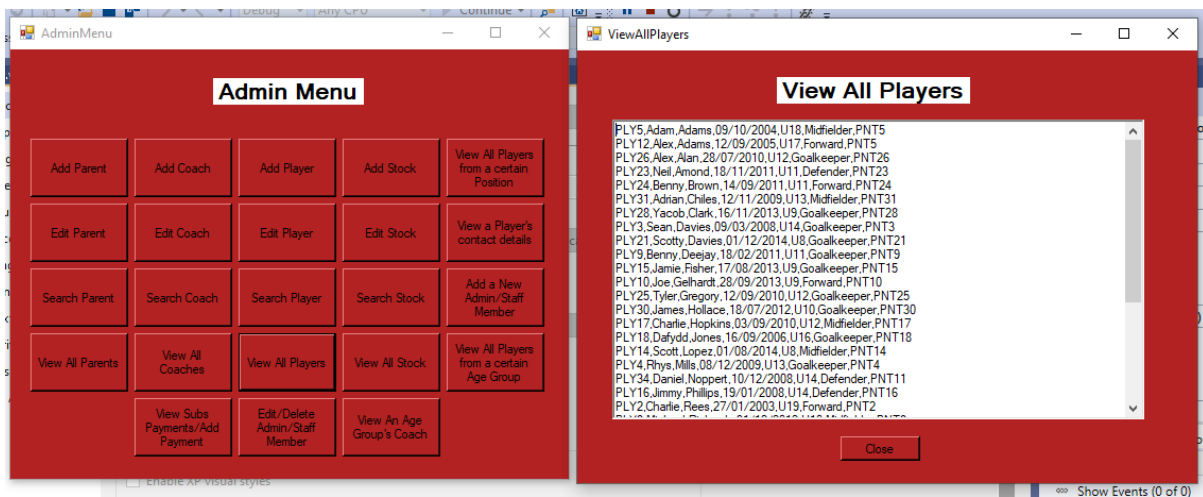 Debug
Any CPU
Continue
AdminMenu
Admin Menu
Add Parent
Add Coach
Add Player
Add Stock
View All Players
from a certain
Position
Edit Parent
Edit Coach
Edit Player
Edit Stock
View a Player's
contact details
Search Parent
Search Coach
Search Player
Search Stock
Add a New
Admin/Staff
Member
View All Parents
View All
Coaches
View All Players
View All Stock
View All Players
from a certain
Age Group
View Subs
Payments/Add
Payment
Edit/Delete
Admin/Staff
Member
View An Age
Group's Coach
ViewAllPlayers
View All Players
PLY5,Adam,Adams,09/10/2004,U18,Midfielder,PNT5
PLY12,Alex,Adams,12/09/2005,U17,Forward,PNT5
PLY26,Alex,Alan,28/07/2010,U12,Goalkeeper,PNT26
PLY23,Neil,Amond,18/11/2011,U11,Defender,PNT23
PLY24,Benny,Brown,14/09/2011,U11,Forward,PNT24
PLY31,Adrian,Chiles,12/11/2009,U13,Midfielder,PNT31
PLY28,Yacob,Clark,16/11/2013,U9,Goalkeeper,PNT28
PLY3,Sean,Davies,09/03/2008,U14,Goalkeeper,PNT3
PLY21,Scotty,Davies,01/12/2014,U8,Goalkeeper,PNT21
PLY9,Benny,Deejay,18/02/2011,U11,Goalkeeper,PNT9
PLY15,Jamie,Fisher,17/08/2013,U9,Goalkeeper,PNT15
PLY10,Joe,Gelhardt,28/09/2013,U9,Forward,PNT10
PLY25,Tyler,Gregory,12/09/2010,U12,Goalkeeper,PNT25
PLY30,James,Hollace,18/07/2012,U10,Goalkeeper,PNT30
PLY17,Charlie,Hopkins,03/09/2010,U12,Midfielder,PNT17
PLY18,Dafydd,Jones,16/09/2006,U16,Goalkeeper,PNT18
PLY14,Scott,Lopez,01/08/2014,U8,Midfielder,PNT14
PLY4,Rhys,Mills,08/12/2009,U13,Goalkeeper,PNT4
PLY34,Daniel,Noppert,10/12/2008,U14,Defender,PNT11
PLY16,Jimmy,Phillips,19/01/2008,U14,Defender,PNT16
PLY2,Charlie,Rees,27/01/2003,U19,Forward,PNT2
Close
Enable XP visual styles
Show Events (0 of 0)